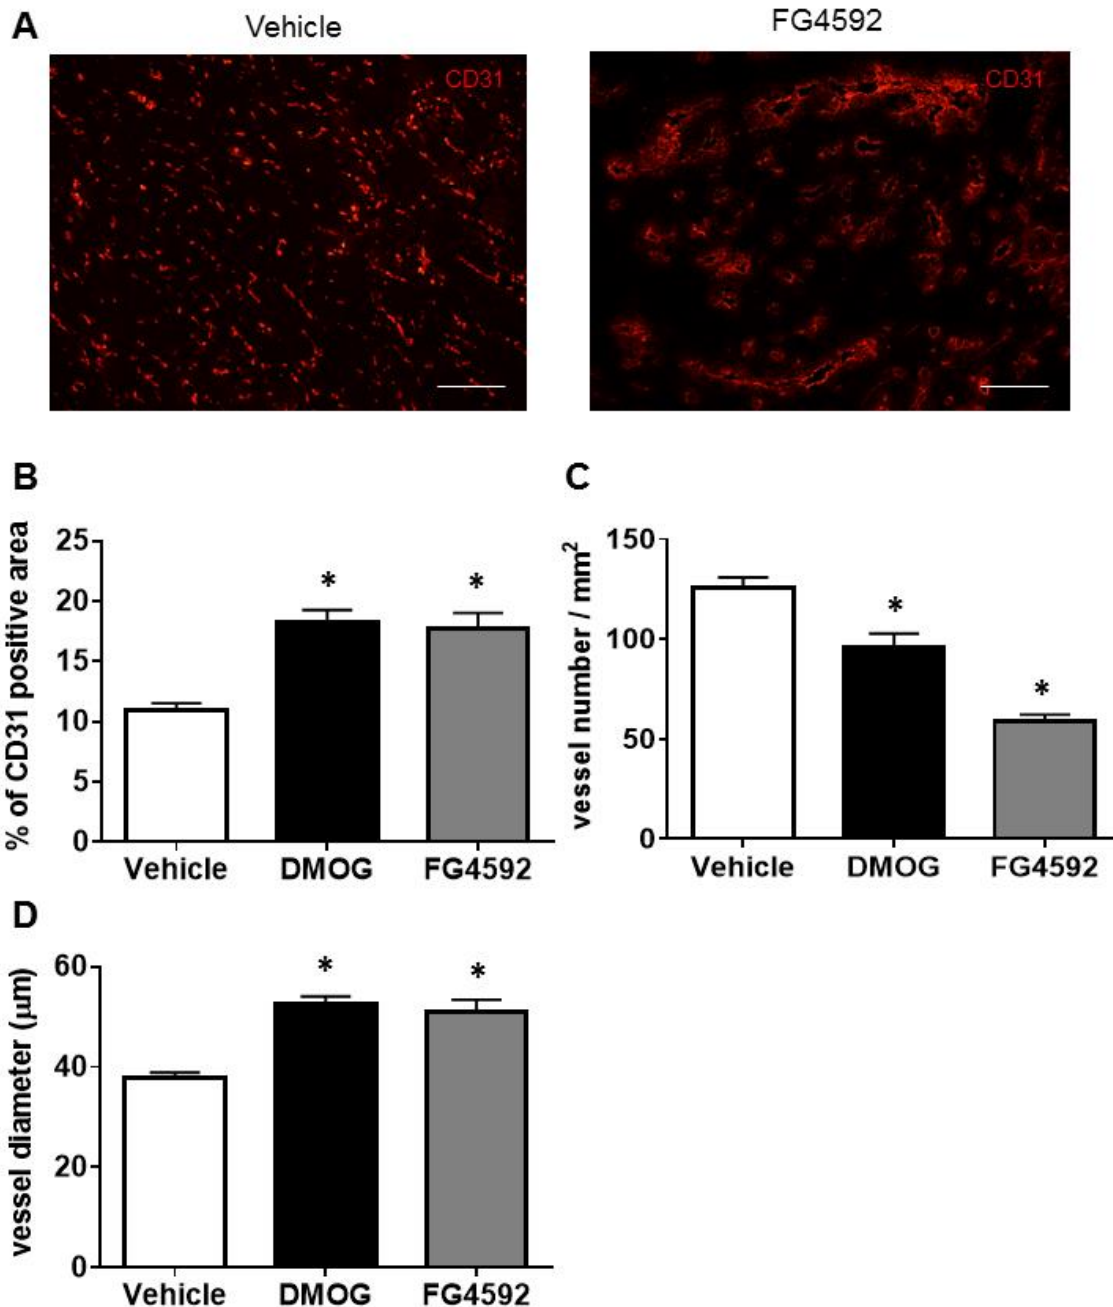 A
Vehicle
FG4592
CD31
CD31
B
% of CD31 positive area
25
20
15
10
5
0
*
*
Vehicle
DMOG
FG4592
C
vessel number / mm²
150
100
50
0
*
*
Vehicle
DMOG
FG4592
D
vessel diameter (μm)
60
40
20
0
*
*
Vehicle
DMOG
FG4592